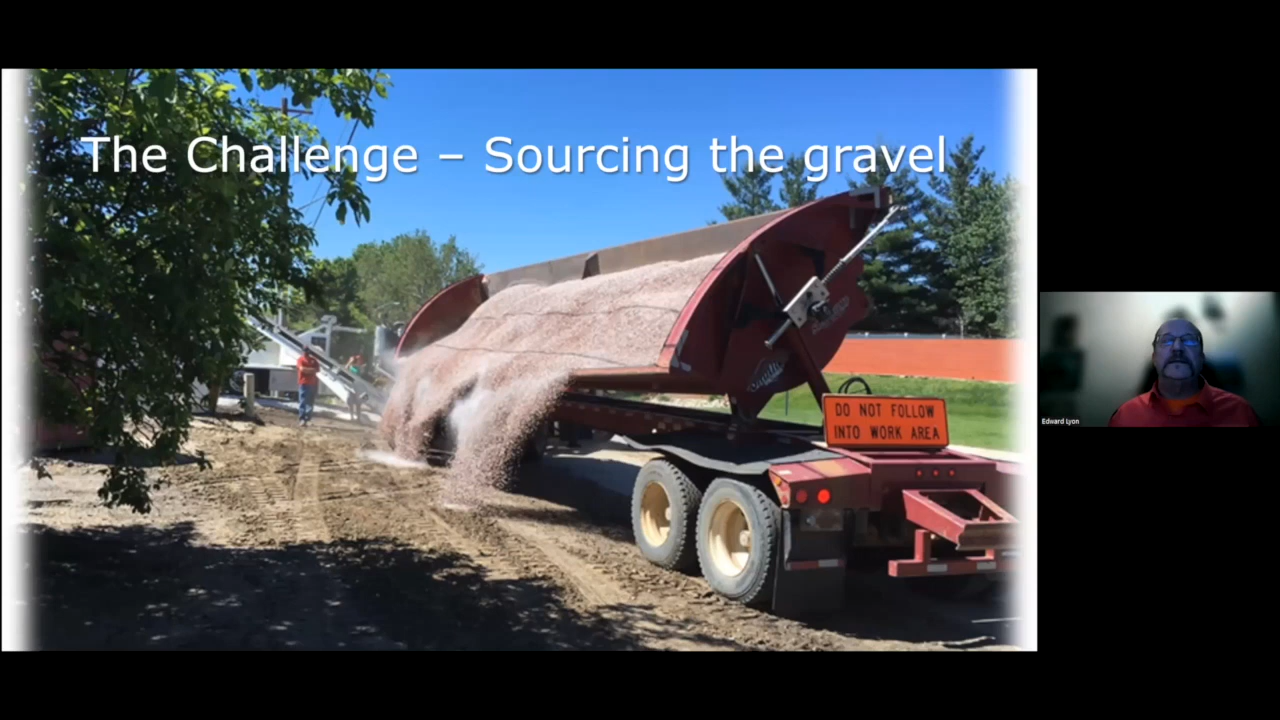 The Challenge – Sourcing the gravel
DO NOT FOLLOW
INTO WORK AREA
Edward Lyon